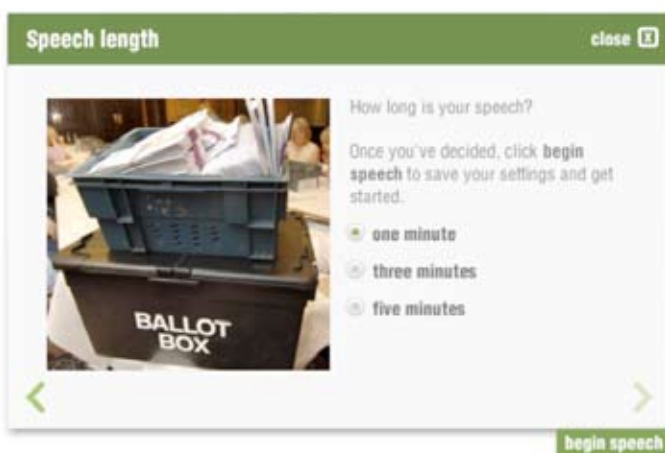 Speech length
close X
How long is your speech?
Once you've decided, click begin
speech to save your settings and get
started.
one minute
three minutes
five minutes
BALLOT
BOX
begin speech